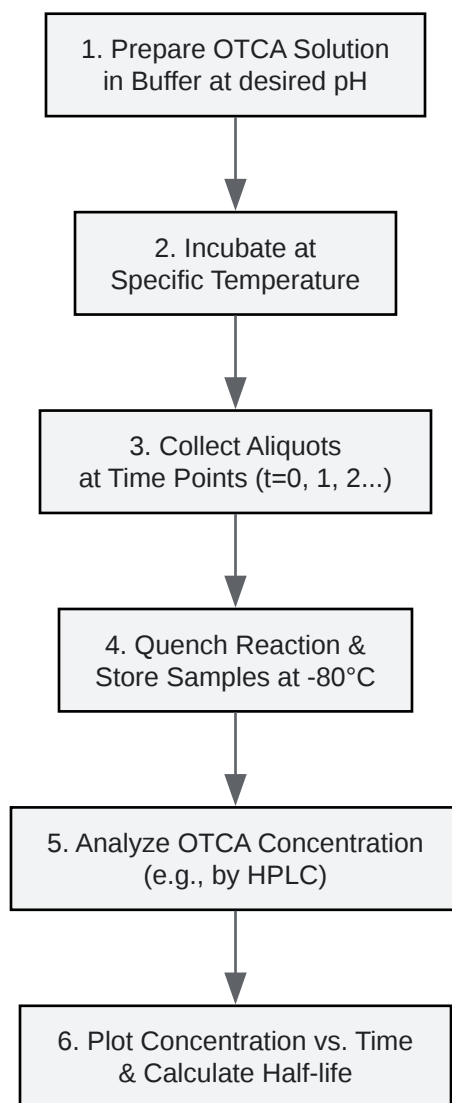 1. Prepare OTCA Solution
in Buffer at desired pH
2. Incubate at
Specific Temperature
3. Collect Aliquots
at Time Points (t=0, 1, 2...)
4. Quench Reaction &
Store Samples at -80°C
5. Analyze OTCA Concentration
(e.g., by HPLC)
6. Plot Concentration vs. Time
& Calculate Half-life